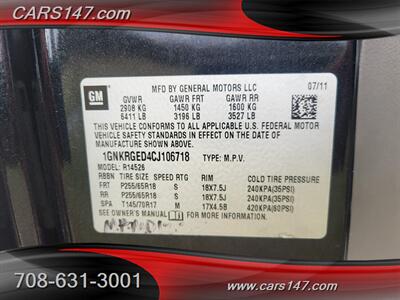 CARS147.com
GM
MFD BY GENERAL MOTORS LLC
07/11
GVWR GAWR FRT GAWR RR
2908 KG 1450 KG 1600 KG
6411 LB 3196 LB 3527 LB
THIS VEHICLE CONFORMS TO ALL APPLICABLE U.S. FEDERAL MOTOR
VEHICLE SAFETY AND THEFT PREVENTION STANDARDS IN EFFECT ON
THE DATE OF MANUFACTURE SHOWN ABOVE.
1GNKRGED4CJ106718 TYPE: M.P.V.
MODEL: R14526
RBBN TIRE SIZE SPEED RTG RIM COLD TIRE PRESSURE
FRT P255/65R18 S 18X7.5J 240KPA(35PSI)
RR P255/65R18 S 18X7.5J 240KPA(35PSI)
SPA T145/70R17 M 17X4.5B 420KPA(60PSI)
SEE OWNER'S MANUAL FOR MORE INFORMATION.
708-631-3001
www.cars147.com